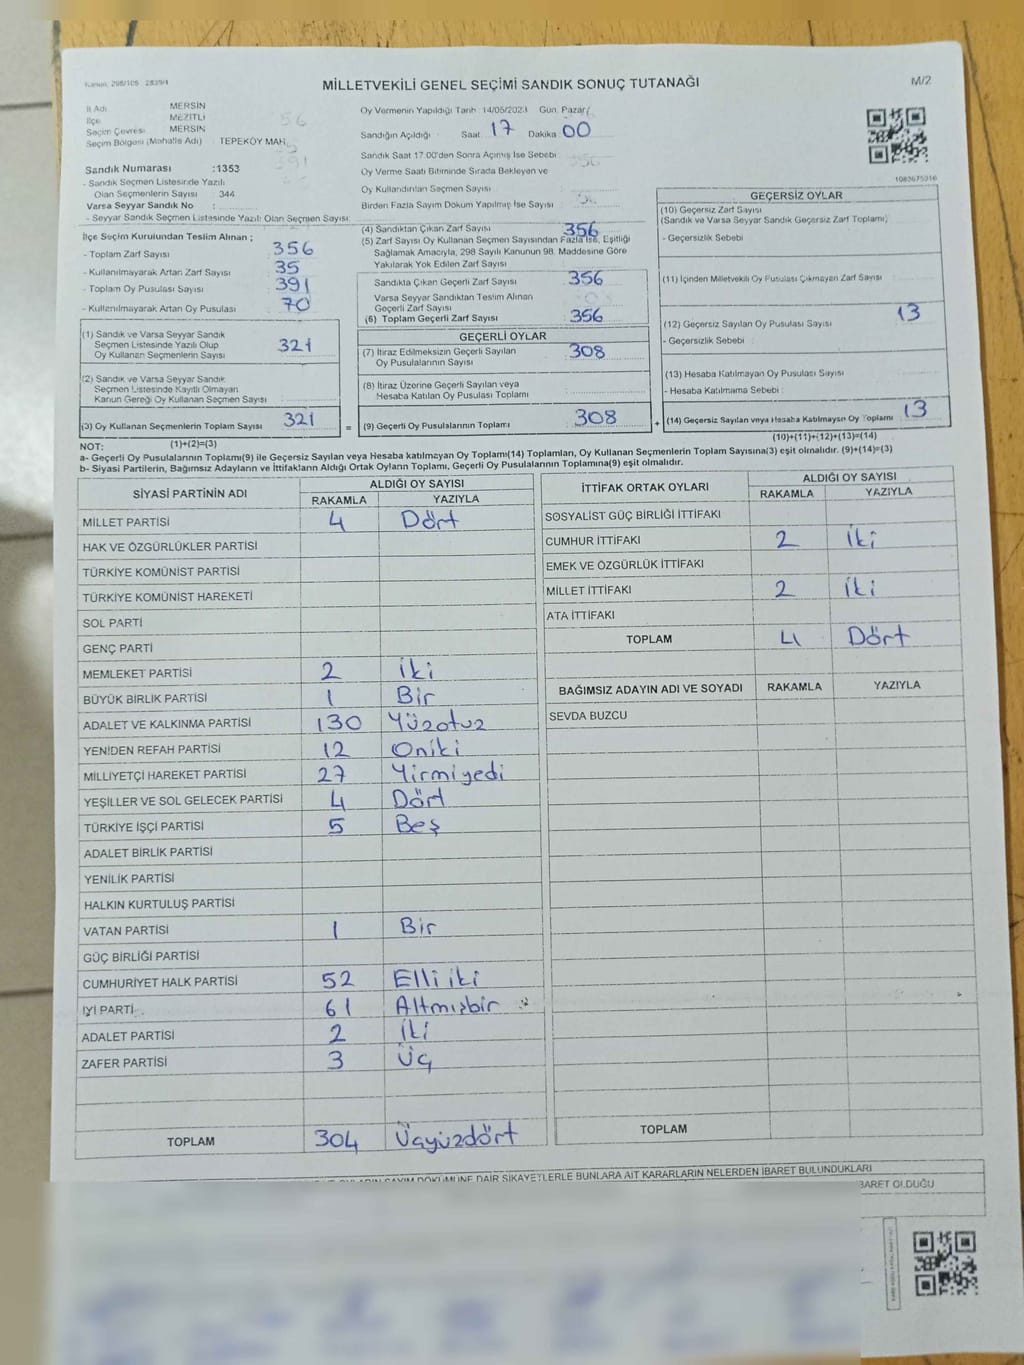 Kanun, 298/105
MİLLETVEKİLİ GENEL SEÇİMİ SANDIK SONUÇ TUTANAĞI
M/2
İl Adı MERSİN
İlçe MEZİTLİ
Seçim Çevresi MERSİN
Seçim Bölgesi (Mahalle Adı) : TEPEKÖY MAH.
Oy Vermenin Yapıldığı Tarih 14/05/2023 Gün Pazar
Sandığın Açıldığı Saat 17 Dakika 00
Sandık Saat 17.00'den Sonra Açılmış İse Sebebi
Oy Verme Saati Bitiminde Sırada Bekleyen ve
Oy Kullandırılan Seçmen Sayısı
Birden Fazla Sayım Döküm Yapılmış İse Sayısı
Sandık Numarası :1353
- Sandık Seçmen Listesinde Yazılı
Olan Seçmenlerin Sayısı : 344
Varsa Seyyar Sandık No :
- Seyyar Sandık Seçmen Listesinde Yazılı Olan Seçmen Sayısı:
İlçe Seçim Kurulundan Teslim Alınan ;
- Toplam Zarf Sayısı 356
- Kullanılmayarak Artan Zarf Sayısı 35
- Toplam Oy Pusulası Sayısı 391
- Kullanılmayarak Artan Oy Pusulası 70
(1) Sandık ve Varsa Seyyar Sandık
Seçmen Listesinde Yazılı Olup
Oy Kullanan Seçmenlerin Sayısı 321
(2) Sandık ve Varsa Seyyar Sandık
Seçmen Listesinde Kayıtlı Olmayan
Kanun Gereği Oy Kullanan Seçmen Sayısı
(3) Oy Kullanan Seçmenlerin Toplam Sayısı 321
(1)+(2)=(3)
(4) Sandıktan Çıkan Zarf Sayısı 356
(5) Zarf Sayısı Oy Kullanan Seçmen Sayısından Fazla İse, Eşitliği
Sağlamak Amacıyla, 298 Sayılı Kanunun 98. Maddesine Göre
Yakılarak Yok Edilen Zarf Sayısı
Sandıkta Çıkan Geçerli Zarf Sayısı 356
Varsa Seyyar Sandıktan Teslim Alınan
Geçerli Zarf Sayısı
(6) Toplam Geçerli Zarf Sayısı 356
GEÇERLİ OYLAR
(7) İtiraz Edilmeksizin Geçerli Sayılan
Oy Pusulalarının Sayısı 308
(8) İtiraz Üzerine Geçerli Sayılan veya
Hesaba Katılan Oy Pusulası Toplamı
= (9) Geçerli Oy Pusulalarının Toplamı 308
1083675316
GEÇERSİZ OYLAR
(10) Geçersiz Zarf Sayısı
(Sandık ve Varsa Seyyar Sandık Geçersiz Zarf Toplamı)
- Geçersizlik Sebebi
(11) İçinden Milletvekili Oy Pusulası Çıkmayan Zarf Sayısı
(12) Geçersiz Sayılan Oy Pusulası Sayısı 13
- Geçersizlik Sebebi
(13) Hesaba Katılmayan Oy Pusulası Sayısı
- Hesaba Katılmama Sebebi
+ (14) Geçersiz Sayılan veya Hesaba Katılmayan Oy Toplamı 13
(10)+(11)+(12)+(13)=(14)
NOT:
a- Geçerli Oy Pusulalarının Toplamı(9) ile Geçersiz Sayılan veya Hesaba katılmayan Oy Toplamı(14) Toplamları, Oy Kullanan Seçmenlerin Toplam Sayısına(3) eşit olmalıdır. (9)+(14)=(3)
b- Siyasi Partilerin, Bağımsız Adayların ve İttifakların Aldığı Ortak Oyların Toplamı, Geçerli Oy Pusulalarının Toplamına(9) eşit olmalıdır.
SİYASİ PARTİNİN ADI ALDIĞI OY SAYISI
RAKAMLA YAZIYLA
MİLLET PARTİSİ 4 Dört
HAK VE ÖZGÜRLÜKLER PARTİSİ
TÜRKİYE KOMÜNİST PARTİSİ
TÜRKİYE KOMÜNİST HAREKETİ
SOL PARTİ
GENÇ PARTİ
MEMLEKET PARTİSİ 2 İki
BÜYÜK BİRLİK PARTİSİ 1 Bir
ADALET VE KALKINMA PARTİSİ 130 Yüzotuz
YENİDEN REFAH PARTİSİ 12 Oniki
MİLLİYETÇİ HAREKET PARTİSİ 27 Yirmiyedi
YEŞİLLER VE SOL GELECEK PARTİSİ 4 Dört
TÜRKİYE İŞÇİ PARTİSİ 5 Beş
ADALET BİRLİK PARTİSİ
YENİLİK PARTİSİ
HALKIN KURTULUŞ PARTİSİ
VATAN PARTİSİ 1 Bir
GÜÇ BİRLİĞİ PARTİSİ
CUMHURİYET HALK PARTİSİ 52 Elli iki
İYİ PARTİ 61 Altmışbir
ADALET PARTİSİ 2 İki
ZAFER PARTİSİ 3 Üç
TOPLAM 304 Üçyüzdört
İTTİFAK ORTAK OYLARI ALDIĞI OY SAYISI
RAKAMLA YAZIYLA
SOSYALİST GÜÇ BİRLİĞİ İTTİFAKI
CUMHUR İTTİFAKI 2 İki
EMEK VE ÖZGÜRLÜK İTTİFAKI
MİLLET İTTİFAKI 2 İki
ATA İTTİFAKI
TOPLAM 4 Dört
BAĞIMSIZ ADAYIN ADI VE SOYADI RAKAMLA YAZIYLA
SEVDA BUZCU
TOPLAM
DÖKÜMÜNE DAİR ŞİKAYETLERLE BUNLARA AİT KARARLARIN NELERDEN İBARET BULUNDUKLARI
BARET OLDUĞU